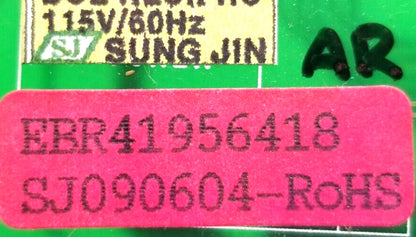 115V/60Hz
SJ SUNG JIN
AR
EBR41956418
SJ090604-RoHS